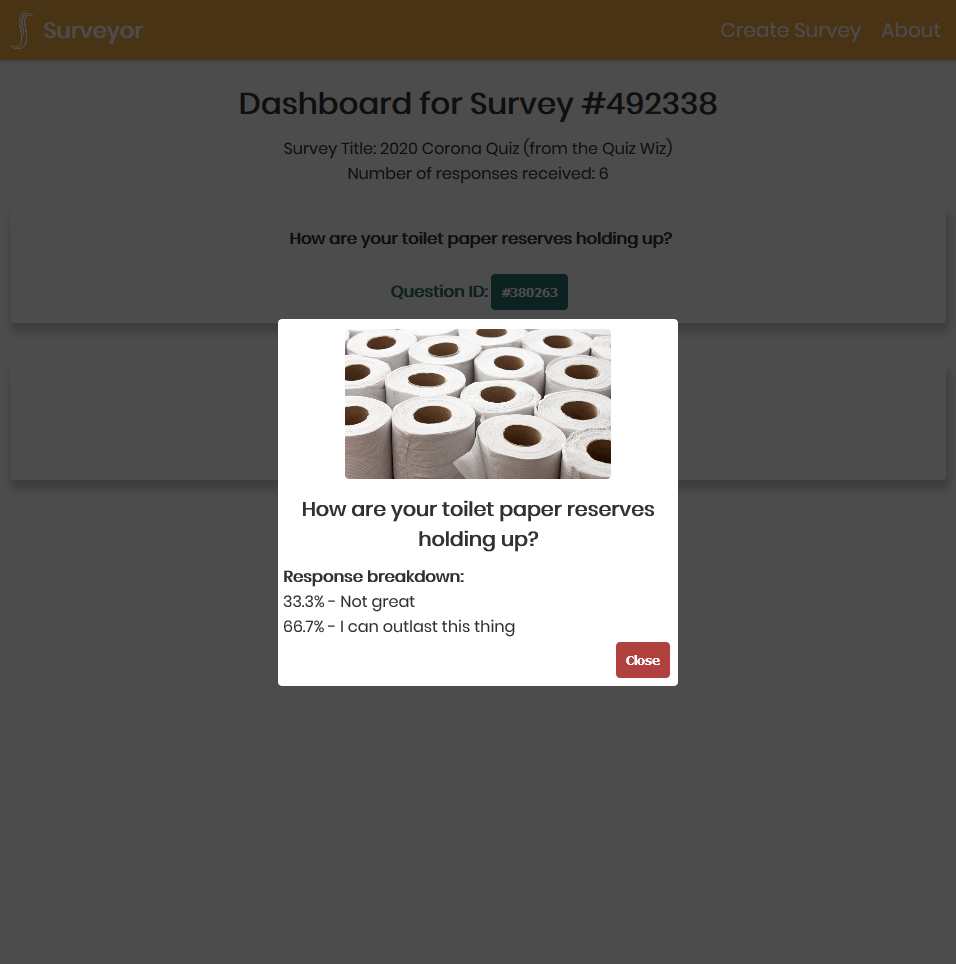 Surveyor
Create Survey
About
Dashboard for Survey #492338
Survey Title: 2020 Corona Quiz (from the Quiz Wiz)
Number of responses received: 6
How are your toilet paper reserves holding up?
Question ID: #380263
How are your toilet paper reserves
holding up?
Response breakdown:
33.3% - Not great
66.7% - I can outlast this thing
Close